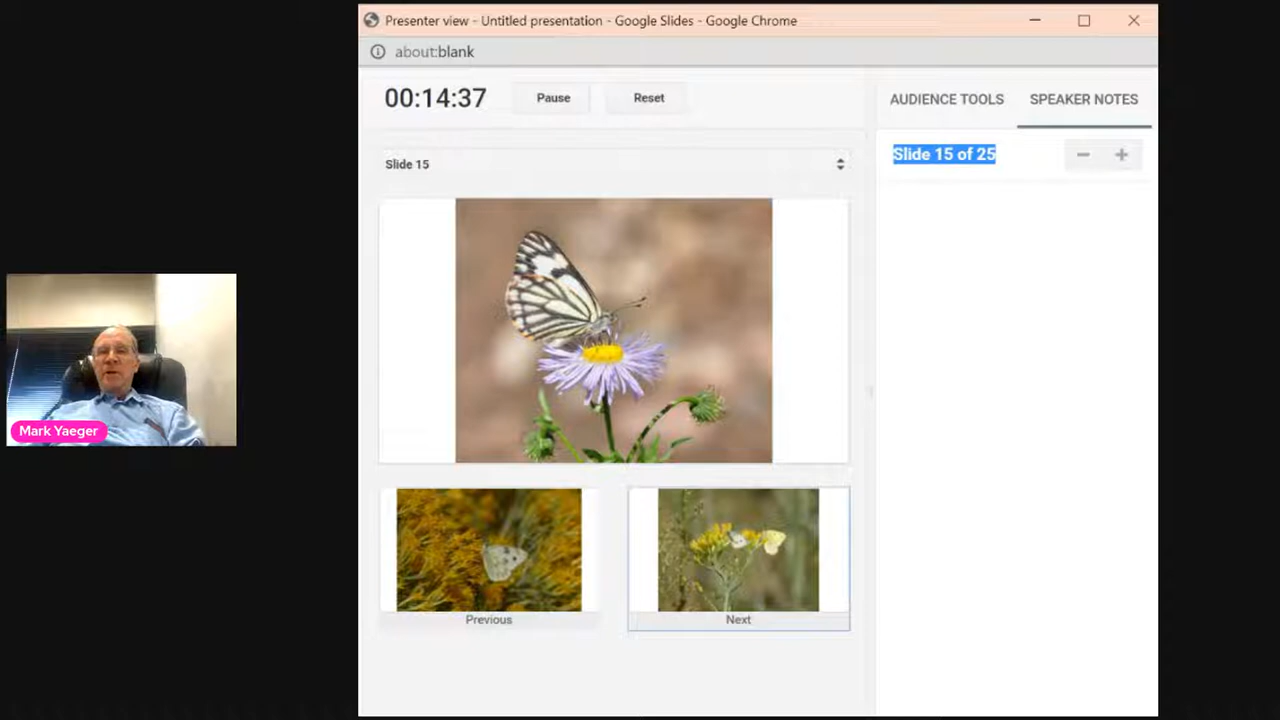 Presenter view - Untitled presentation - Google Slides - Google Chrome
about:blank
00:14:37
Pause
Reset
AUDIENCE TOOLS
SPEAKER NOTES
Slide 15
Slide 15 of 25
Mark Yaeger
Previous
Next